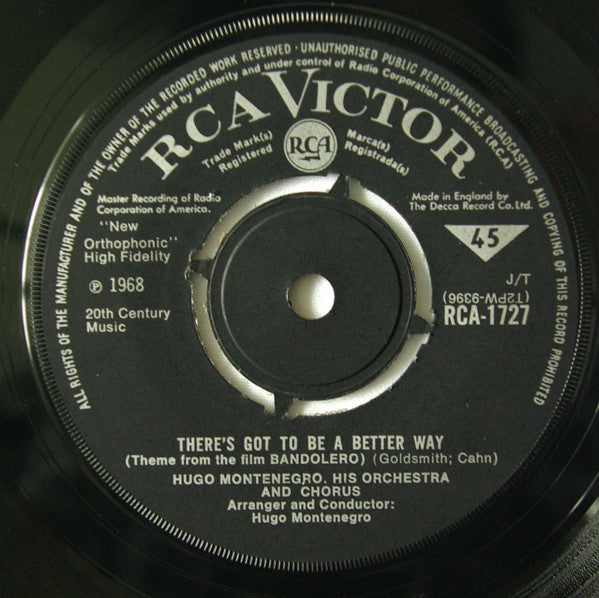 ALL RIGHTS OF THE MANUFACTURER AND OF THE OWNER OF THE RECORDED WORK RESERVED · UNAUTHORISED PUBLIC PERFORMANCE BROADCASTING AND COPYING OF THIS RECORD PROHIBITED
Trade Marks used by authority and under control of Radio Corporation of America (RCA)
RCA VICTOR
Trade Mark(s)
Registered
RCA
Marca(s)
Registrada(s)
Master Recording of Radio
Corporation of America.
"New
Orthophonic"
High Fidelity
℗ 1968
20th Century
Music
Made in England by
The Decca Record Co. Ltd.
45
J/T
(T2PW-9396)
RCA-1727
THERE'S GOT TO BE A BETTER WAY
(Theme from the film BANDOLERO) (Goldsmith; Cahn)
HUGO MONTENEGRO, HIS ORCHESTRA
AND CHORUS
Arranger and Conductor:
Hugo Montenegro